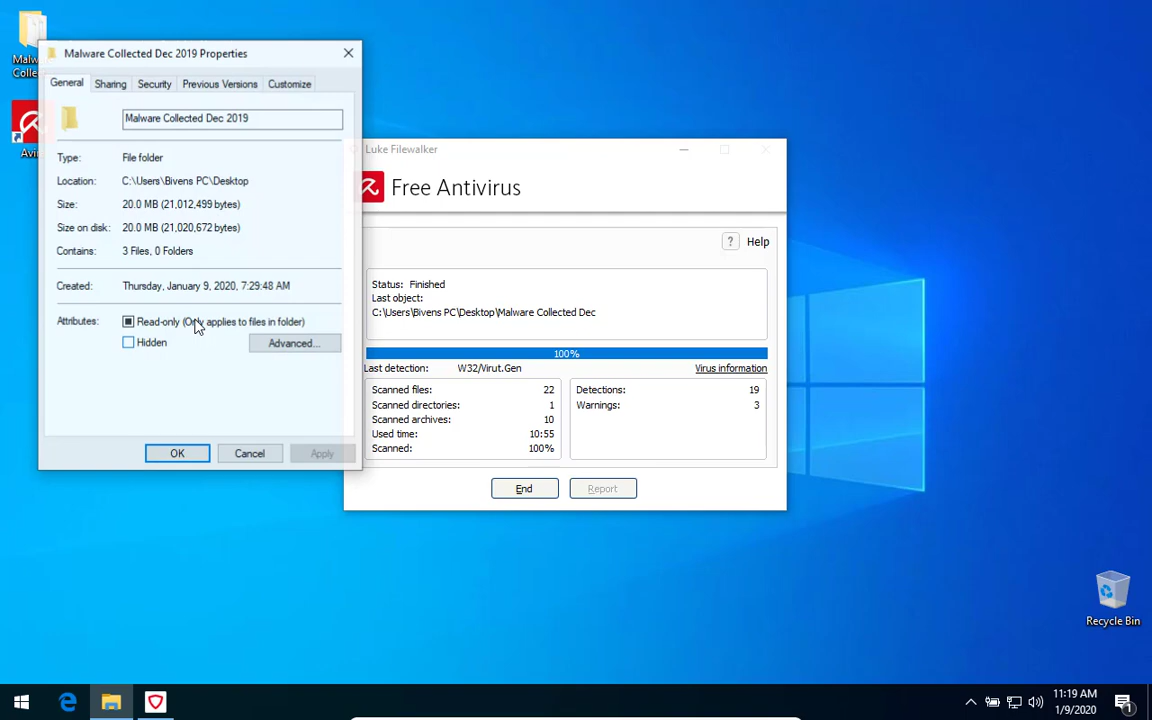 Malw
Colle
Avir
Malware Collected Dec 2019 Properties
General Sharing Security Previous Versions Customize
Malware Collected Dec 2019
Type: File folder
Location: C:\Users\Bivens PC\Desktop
Size: 20.0 MB (21,012,499 bytes)
Size on disk: 20.0 MB (21,020,672 bytes)
Contains: 3 Files, 0 Folders
Created: Thursday, January 9, 2020, 7:29:48 AM
Attributes: Read-only (Only applies to files in folder)
Hidden Advanced...
OK Cancel Apply
Luke Filewalker
Free Antivirus
? Help
Status: Finished
Last object:
C:\Users\Bivens PC\Desktop\Malware Collected Dec
100%
Last detection: W32/Virut.Gen Virus information
Scanned files: 22
Scanned directories: 1
Scanned archives: 10
Used time: 10:55
Scanned: 100%
Detections: 19
Warnings: 3
End Report
Recycle Bin
11:19 AM
1/9/2020
1